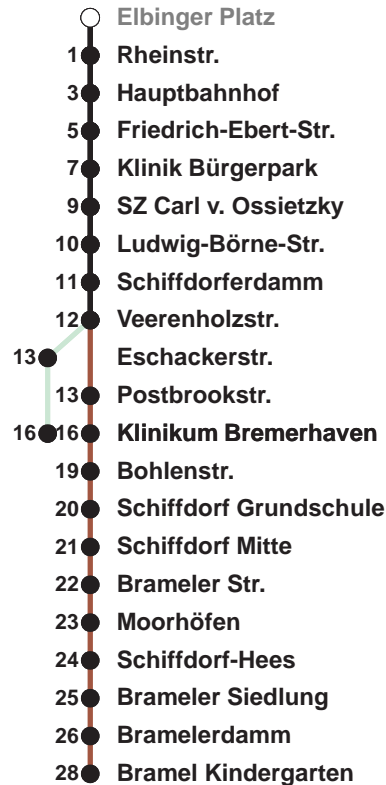 Elbinger Platz
1 Rheinstr.
3 Hauptbahnhof
5 Friedrich-Ebert-Str.
7 Klinik Bürgerpark
9 SZ Carl v. Ossietzky
10 Ludwig-Börne-Str.
11 Schiffdorferdamm
12 Veerenholzstr.
13 Eschackerstr.
13 Postbrookstr.
16 16 Klinikum Bremerhaven
19 Bohlenstr.
20 Schiffdorf Grundschule
21 Schiffdorf Mitte
22 Brameler Str.
23 Moorhöfen
24 Schiffdorf-Hees
25 Brameler Siedlung
26 Bramelerdamm
28 Bramel Kindergarten